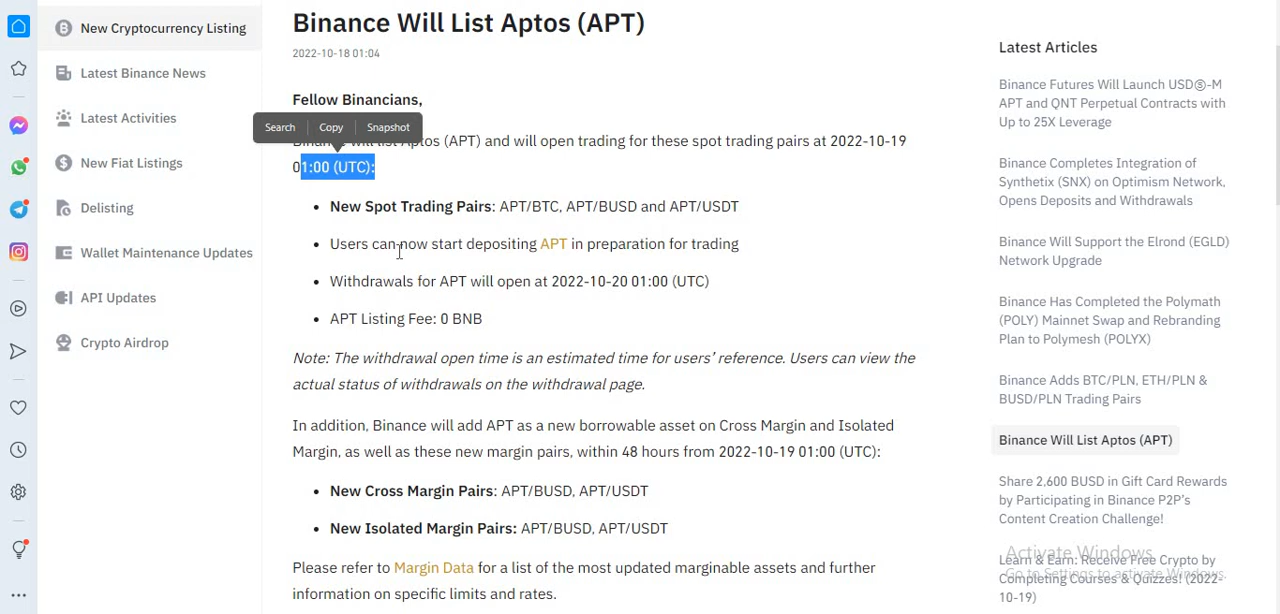 New Cryptocurrency Listing
Latest Binance News
Latest Activities
New Fiat Listings
Delisting
Wallet Maintenance Updates
API Updates
Crypto Airdrop
Binance Will List Aptos (APT)
2022-10-18 01:04
Fellow Binancians,
Search Copy Snapshot
Binance will list Aptos (APT) and will open trading for these spot trading pairs at 2022-10-19
01:00 (UTC):
• New Spot Trading Pairs: APT/BTC, APT/BUSD and APT/USDT
• Users can now start depositing APT in preparation for trading
• Withdrawals for APT will open at 2022-10-20 01:00 (UTC)
• APT Listing Fee: 0 BNB
Note: The withdrawal open time is an estimated time for users’ reference. Users can view the
actual status of withdrawals on the withdrawal page.
In addition, Binance will add APT as a new borrowable asset on Cross Margin and Isolated
Margin, as well as these new margin pairs, within 48 hours from 2022-10-19 01:00 (UTC):
• New Cross Margin Pairs: APT/BUSD, APT/USDT
• New Isolated Margin Pairs: APT/BUSD, APT/USDT
Please refer to Margin Data for a list of the most updated marginable assets and further
information on specific limits and rates.
Latest Articles
Binance Futures Will Launch USDⓈ-M
APT and QNT Perpetual Contracts with
Up to 25X Leverage
Binance Completes Integration of
Synthetix (SNX) on Optimism Network,
Opens Deposits and Withdrawals
Binance Will Support the Elrond (EGLD)
Network Upgrade
Binance Has Completed the Polymath
(POLY) Mainnet Swap and Rebranding
Plan to Polymesh (POLYX)
Binance Adds BTC/PLN, ETH/PLN &
BUSD/PLN Trading Pairs
Binance Will List Aptos (APT)
Share 2,600 BUSD in Gift Card Rewards
by Participating in Binance P2P’s
Content Creation Challenge!
Learn & Earn: Receive Free Crypto by
Completing Courses & Quizzes! (2022-
10-19)
Activate Windows
Go to Settings to activate Windows.